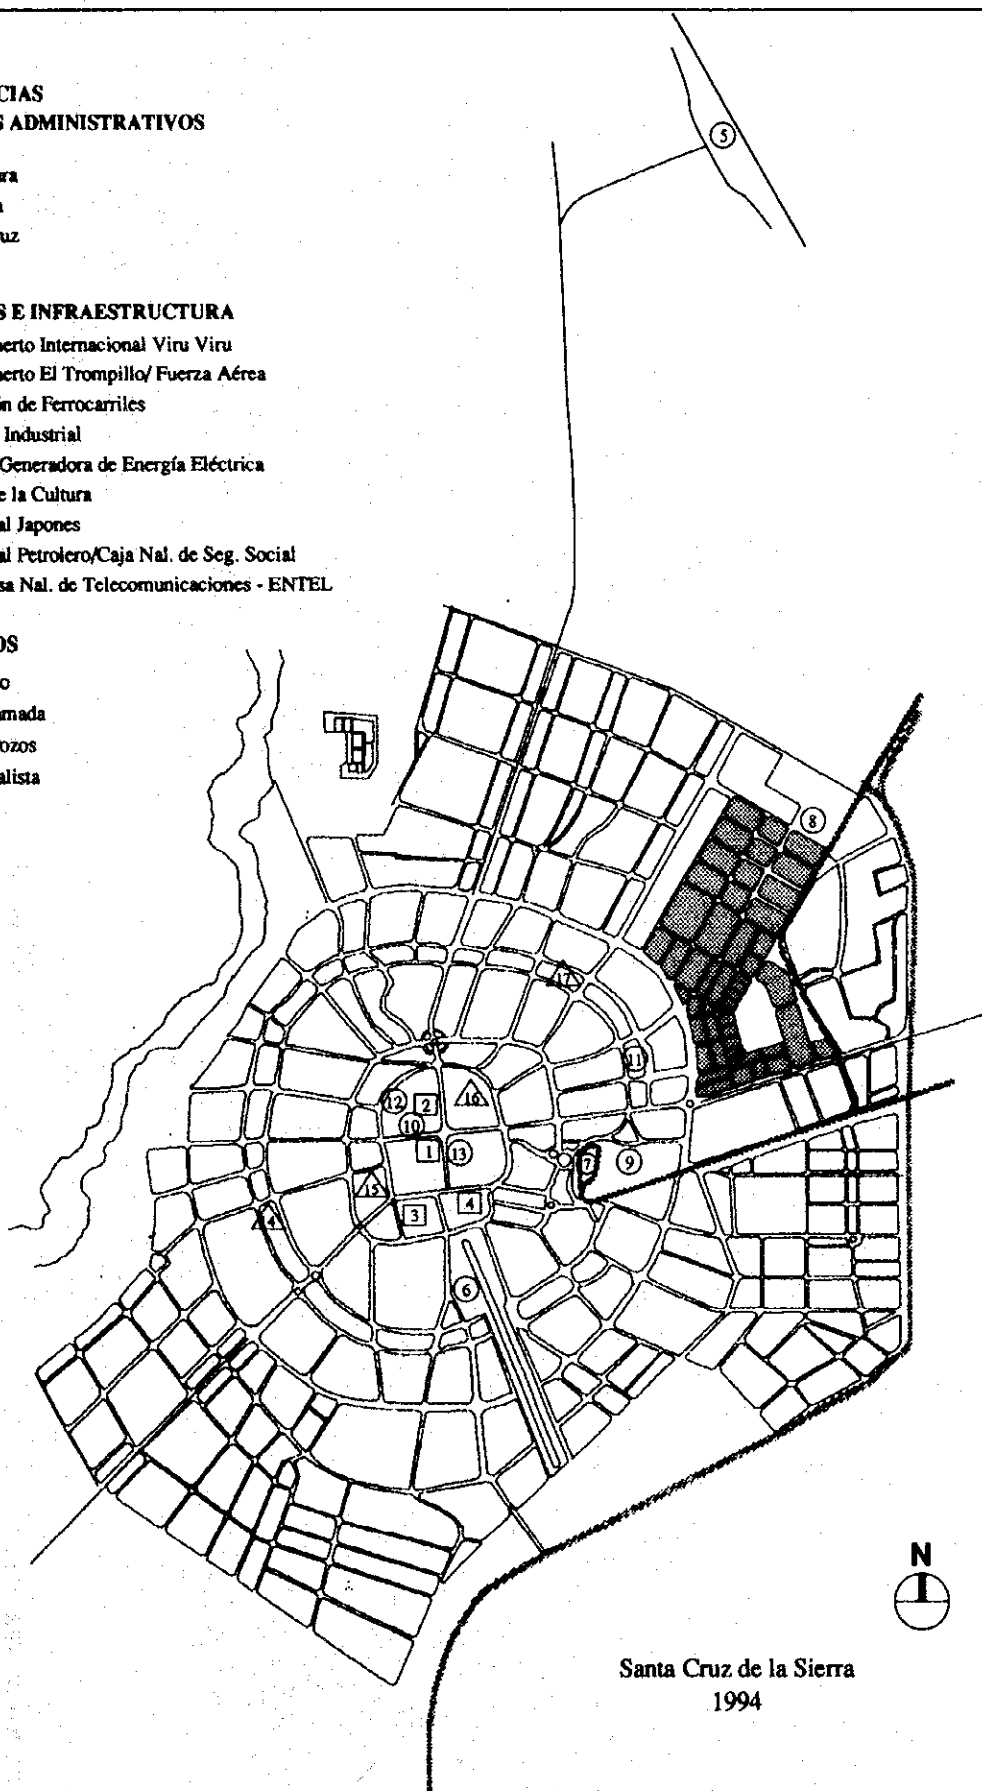 CIAS
S ADMINISTRATIVOS
ra
a
uz
S E INFRAESTRUCTURA
erto Internacional Viru Viru
erto El Trompillo/ Fuerza Aérea
n de Ferrocarriles
Industrial
Generadora de Energía Eléctrica
e la Cultura
al Japones
al Petrolero/Caja Nal. de Seg. Social
sa Nal. de Telecomunicaciones - ENTEL
OS
o
amada
ozos
alista
5
8
17
11
12
2
16
10
1
13
7
9
15
3
4
14
6
N
Santa Cruz de la Sierra
1994